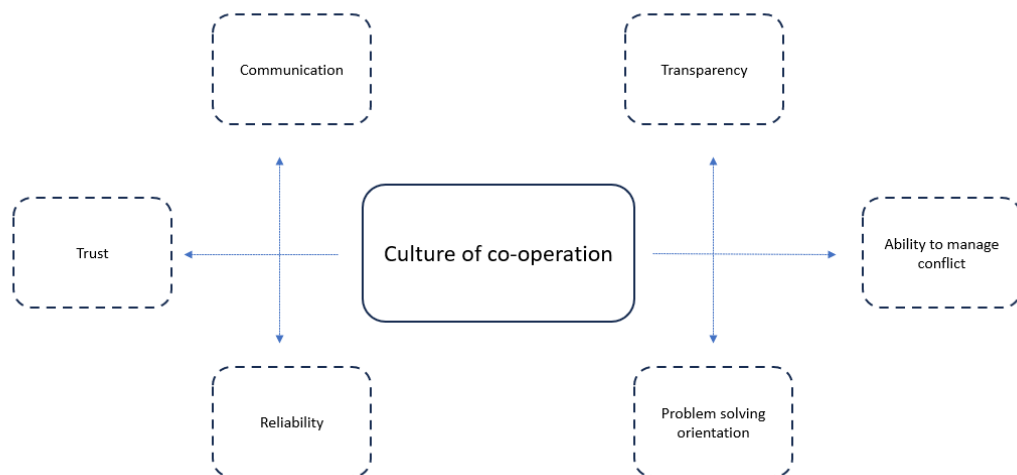 Communication
Transparency
Trust
Culture of co-operation
Ability to manage
conflict
Reliability
Problem solving
orientation